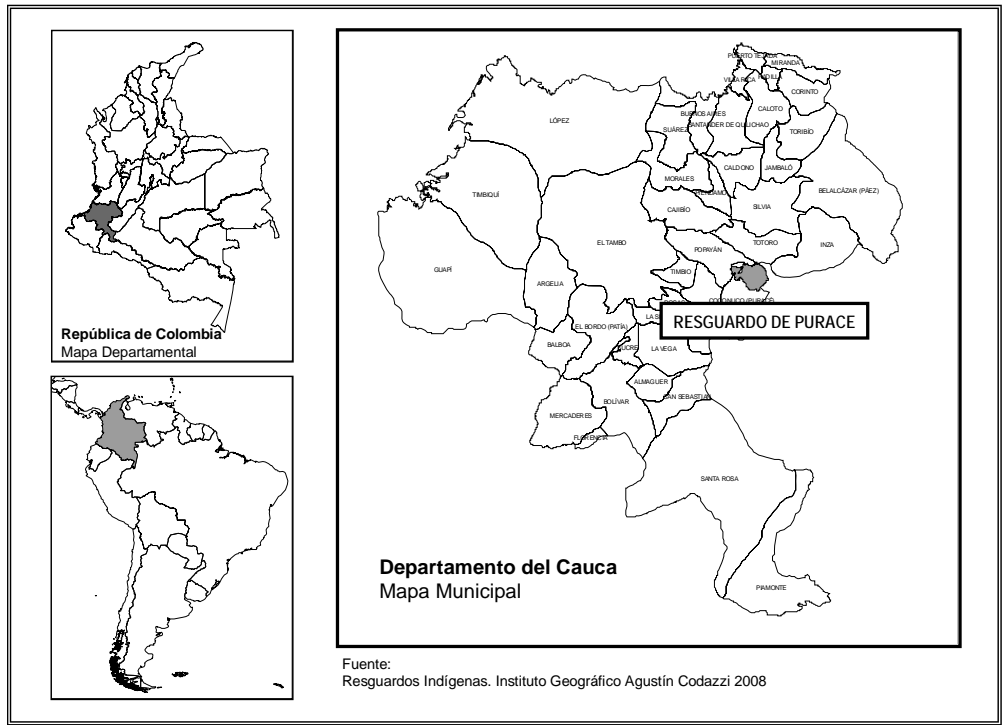 República de Colombia
Mapa Departamental
PUERTO TEJADA
MIRANDA
VILLA RICA
PADILLA
CORINTO
LÓPEZ
BUENOS AIRES
CALOTO
SUÁREZ
SANTANDER DE QUILICHAO
TORIBÍO
CALDONO
JAMBALÓ
MORALES
TIMBIQUÍ
BELALCÁZAR (PÁEZ)
CAJIBÍO
SILVIA
EL TAMBO
POPAYÁN
TOTORO
INZA
GUAPÍ
TIMBIO
ARGELIA
COCONUCO (PURACÉ)
RESGUARDO DE PURACE
EL BORDO (PATÍA)
BALBOA
SUCRE
LA VEGA
ALMAGUER
SAN SEBASTIAN
BOLÍVAR
MERCADERES
FLORENCIA
SANTA ROSA
PIAMONTE
Departamento del Cauca
Mapa Municipal
Fuente:
Resguardos Indígenas. Instituto Geográfico Agustín Codazzi 2008